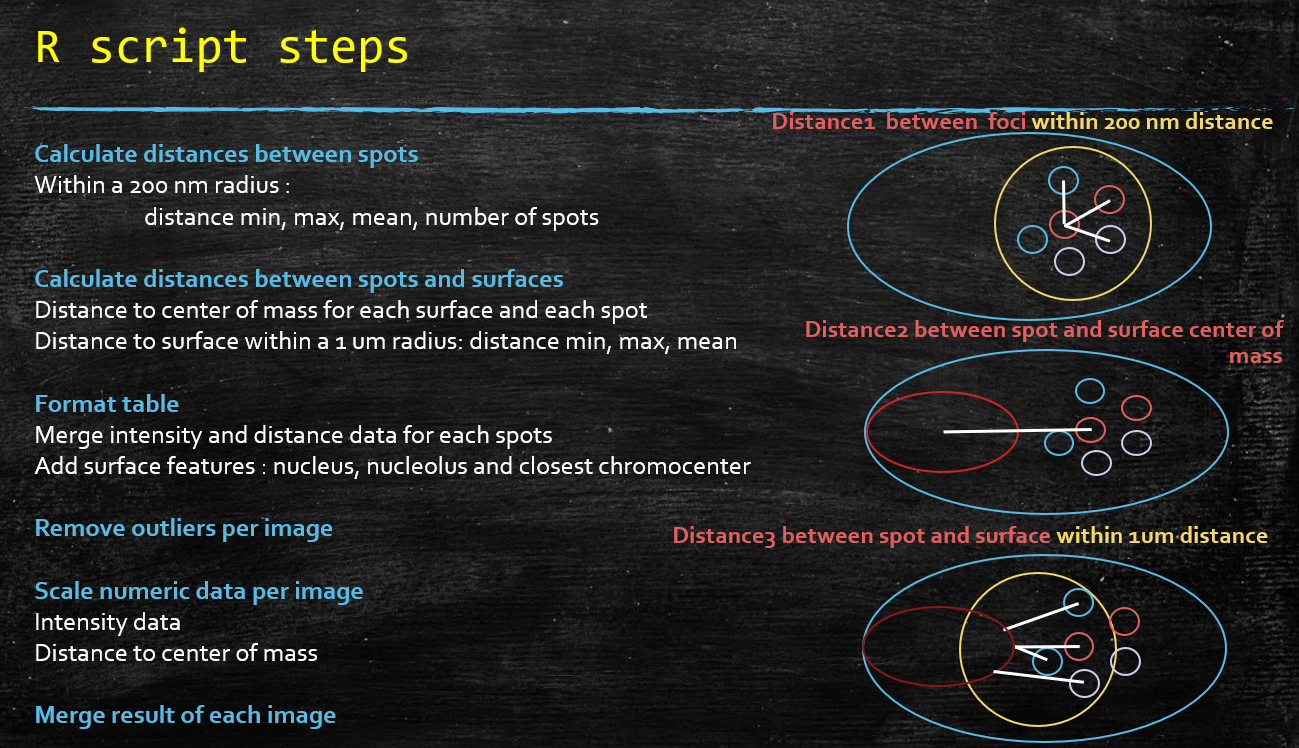 R script steps
Calculate distances between spots
Within a 200 nm radius :
distance min, max, mean, number of spots
Calculate distances between spots and surfaces
Distance to center of mass for each surface and each spot
Distance to surface within a 1 um radius: distance min, max, mean
Format table
Merge intensity and distance data for each spots
Add surface features : nucleus, nucleolus and closest chromocenter
Remove outliers per image
Scale numeric data per image
Intensity data
Distance to center of mass
Merge result of each image
Distance1 between foci within 200 nm distance
Distance2 between spot and surface center of
mass
Distance3 between spot and surface within 1um distance